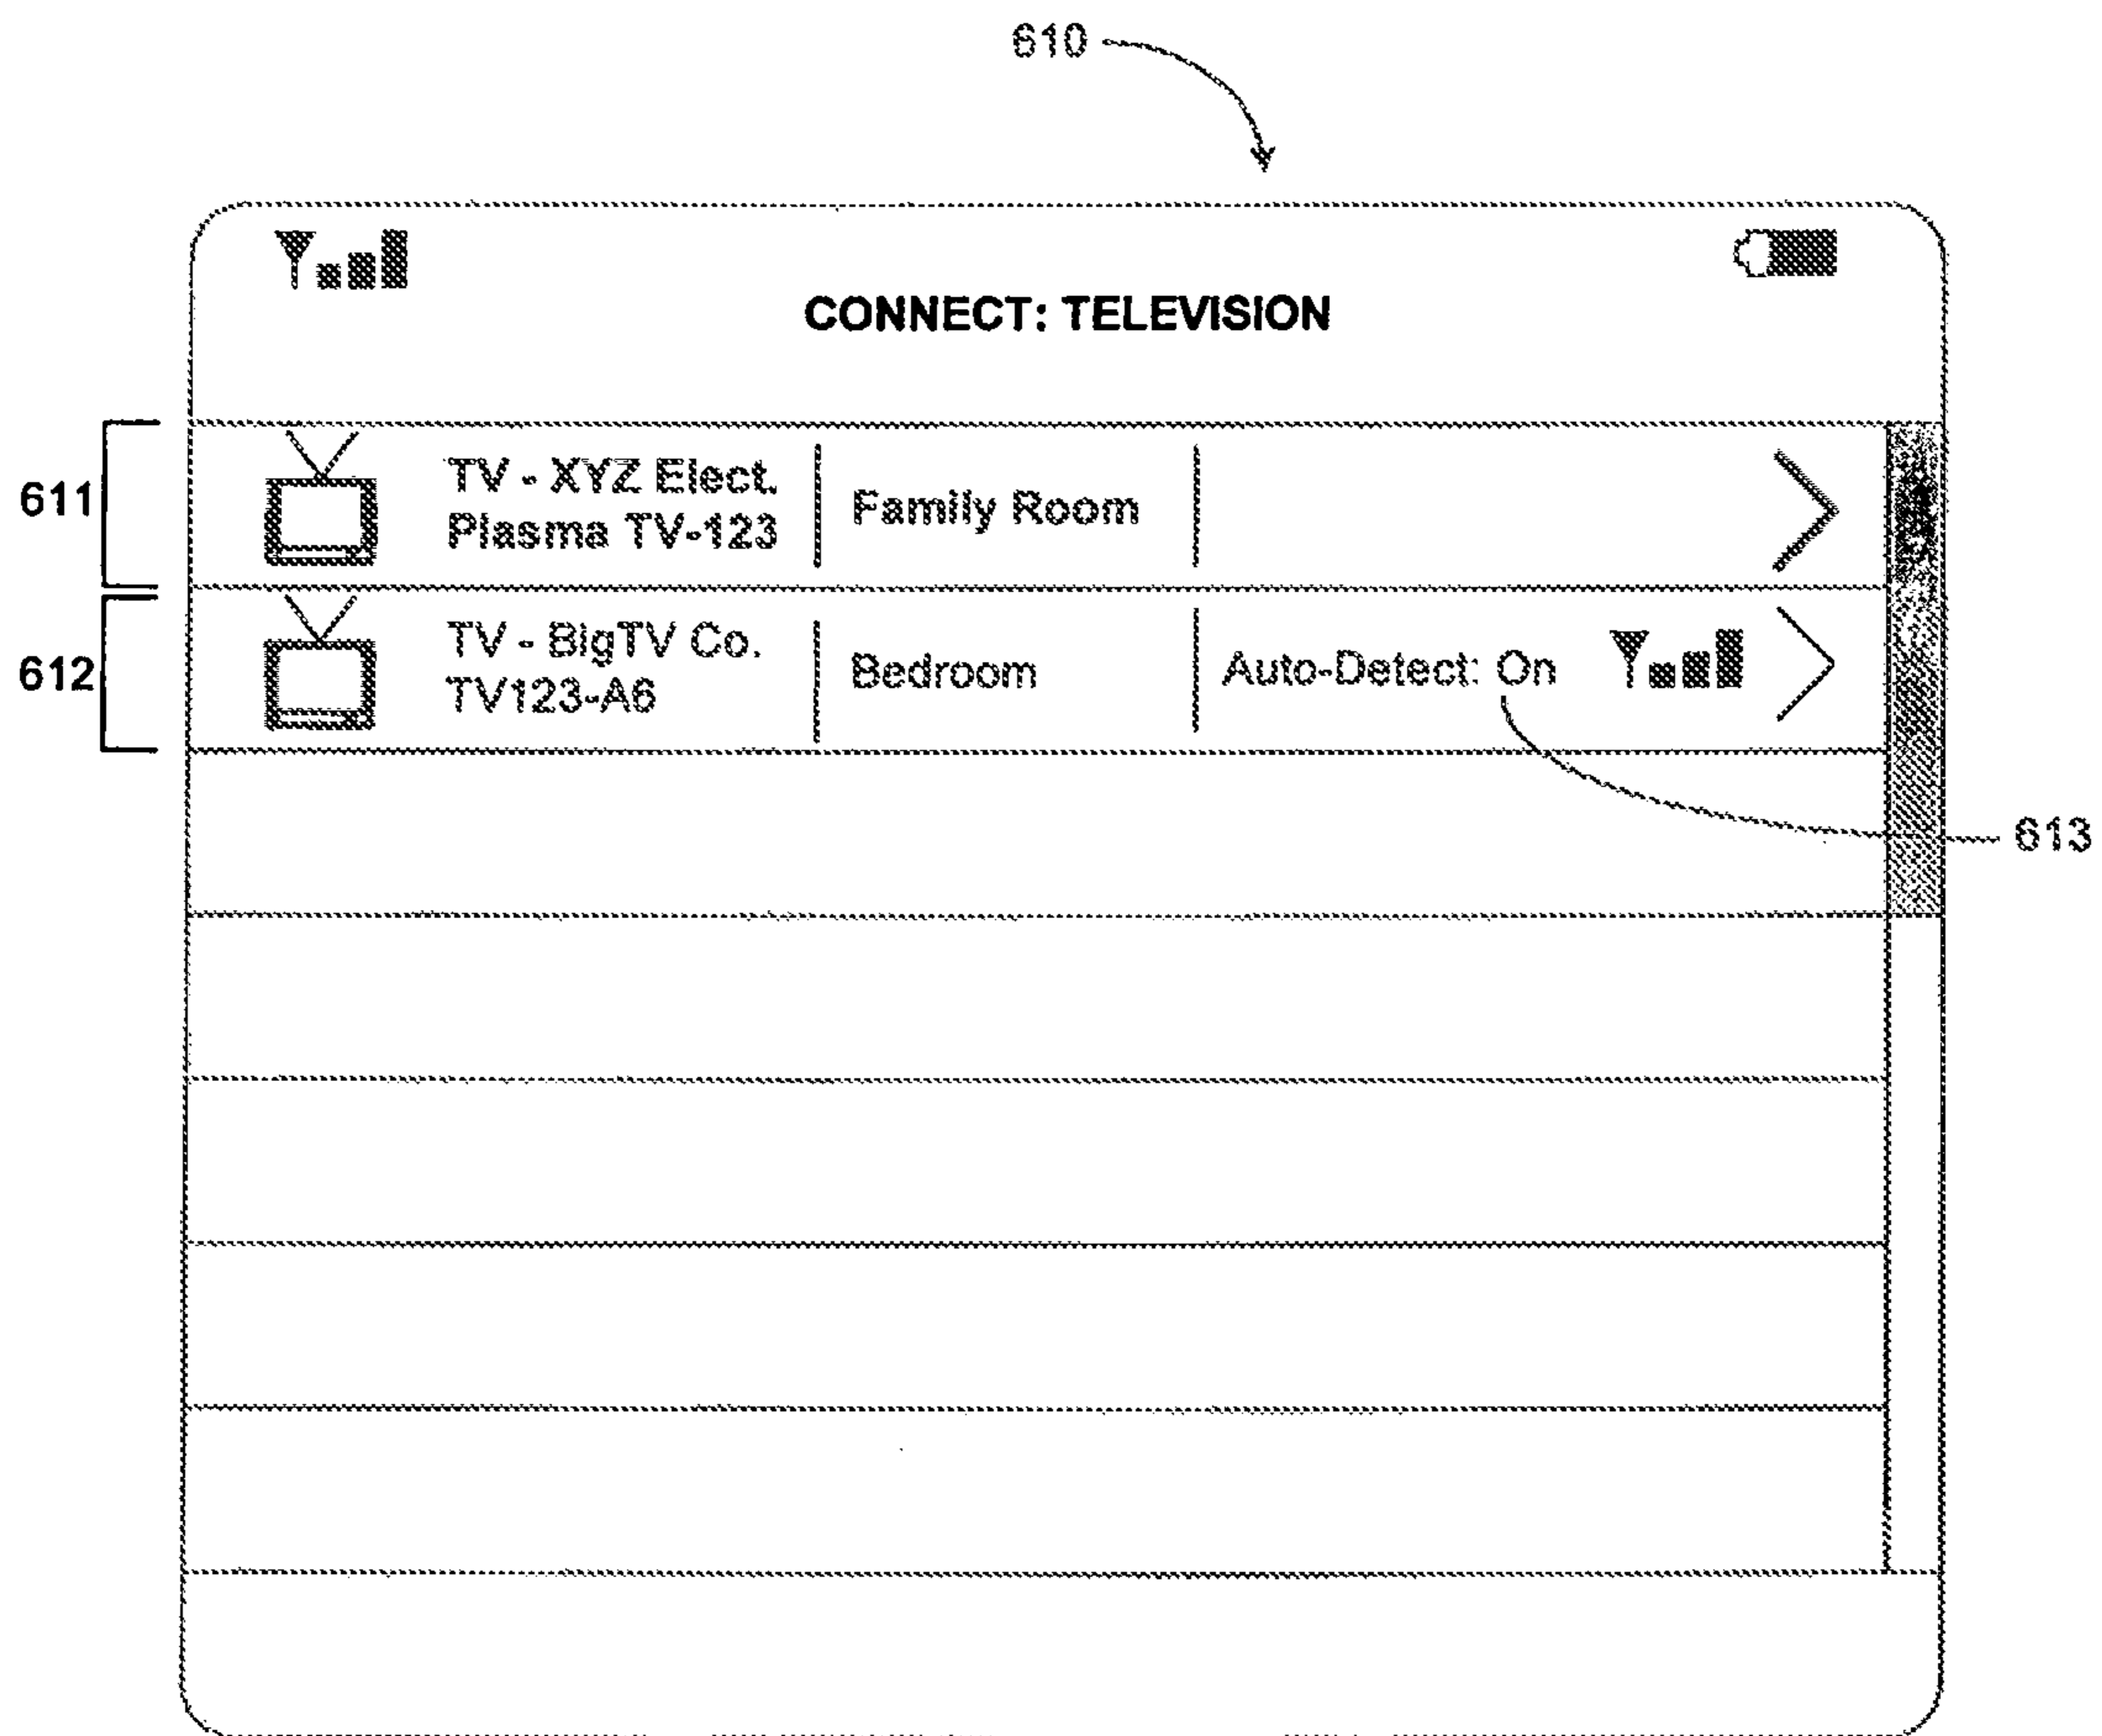 610
CONNECT: TELEVISION
611
TV - XYZ Elect.
Plasma TV-123
Family Room
612
TV - BigTV Co.
TV123-A6
Bedroom
Auto-Detect: On
613